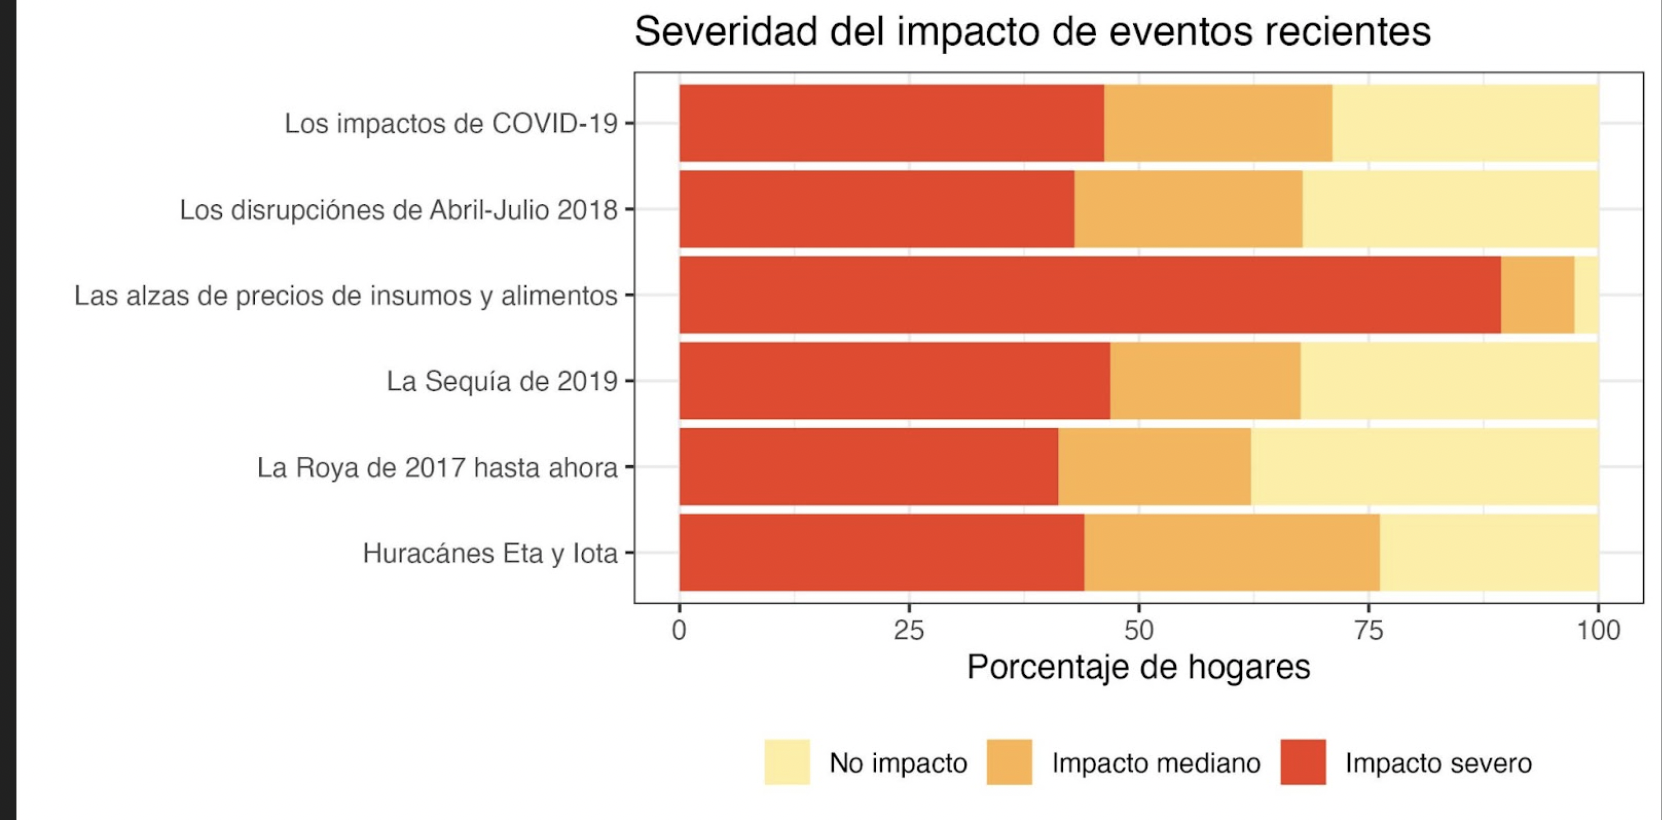 Severidad del impacto de eventos recientes
Los impactos de COVID-19
Los disrupciónes de Abril-Julio 2018
Las alzas de precios de insumos y alimentos
La Sequía de 2019
La Roya de 2017 hasta ahora
Huracánes Eta y Iota
0 25 50 75 100
Porcentaje de hogares
No impacto Impacto mediano Impacto severo